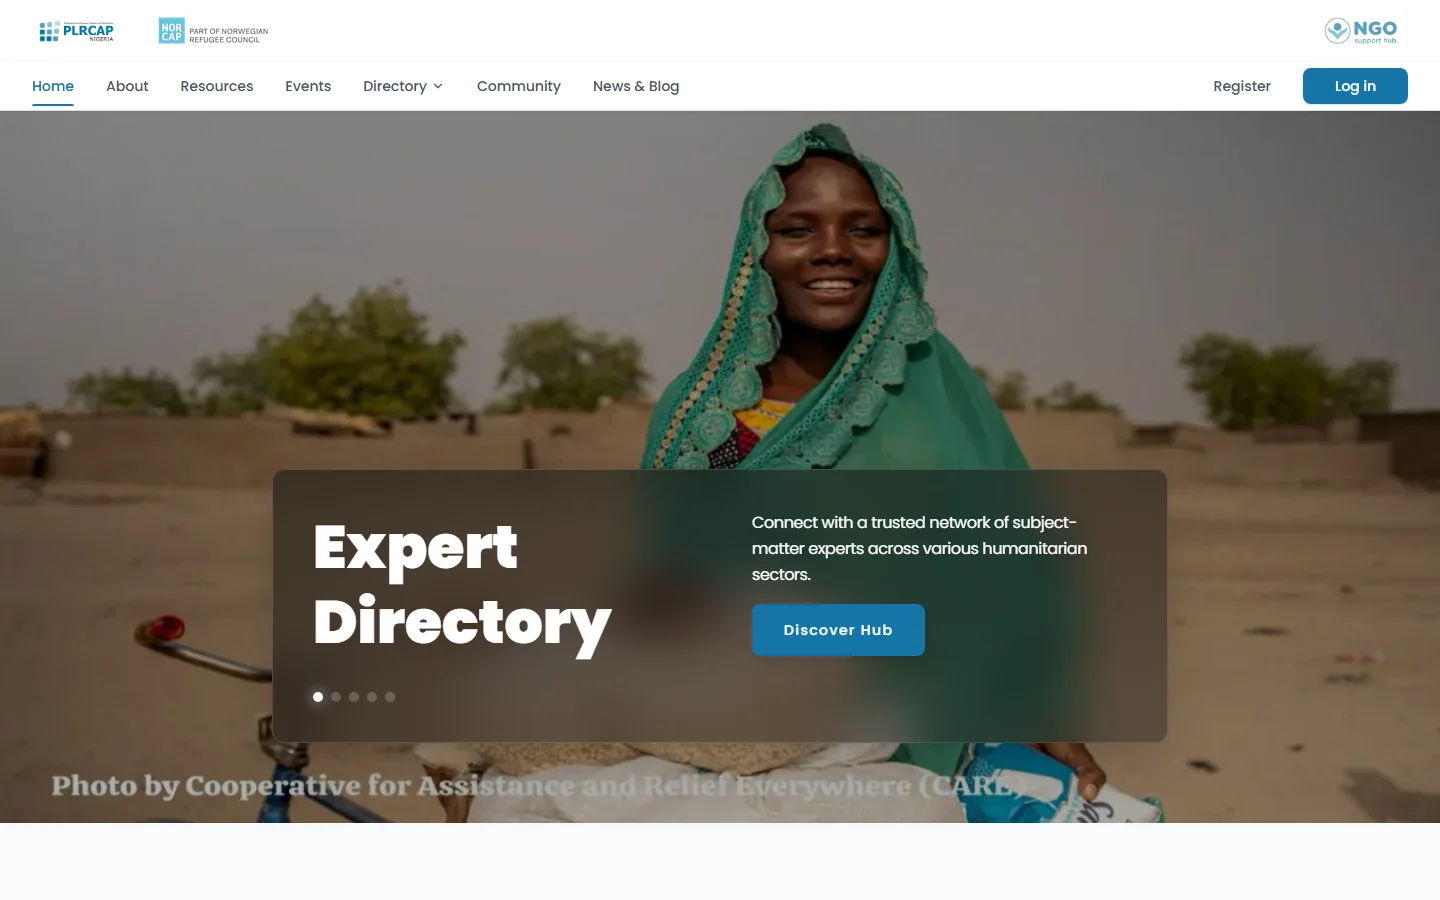 PLRCAP
NIGERIA
NOR
CAP
PART OF NORWEGIAN
REFUGEE COUNCIL
NGO
support hub
Home
About
Resources
Events
Directory
Community
News & Blog
Register
Log in
Expert
Directory
Connect with a trusted network of subject-
matter experts across various humanitarian
sectors.
Discover Hub
Photo by Cooperative for Assistance and Relief Everywhere (CARE)